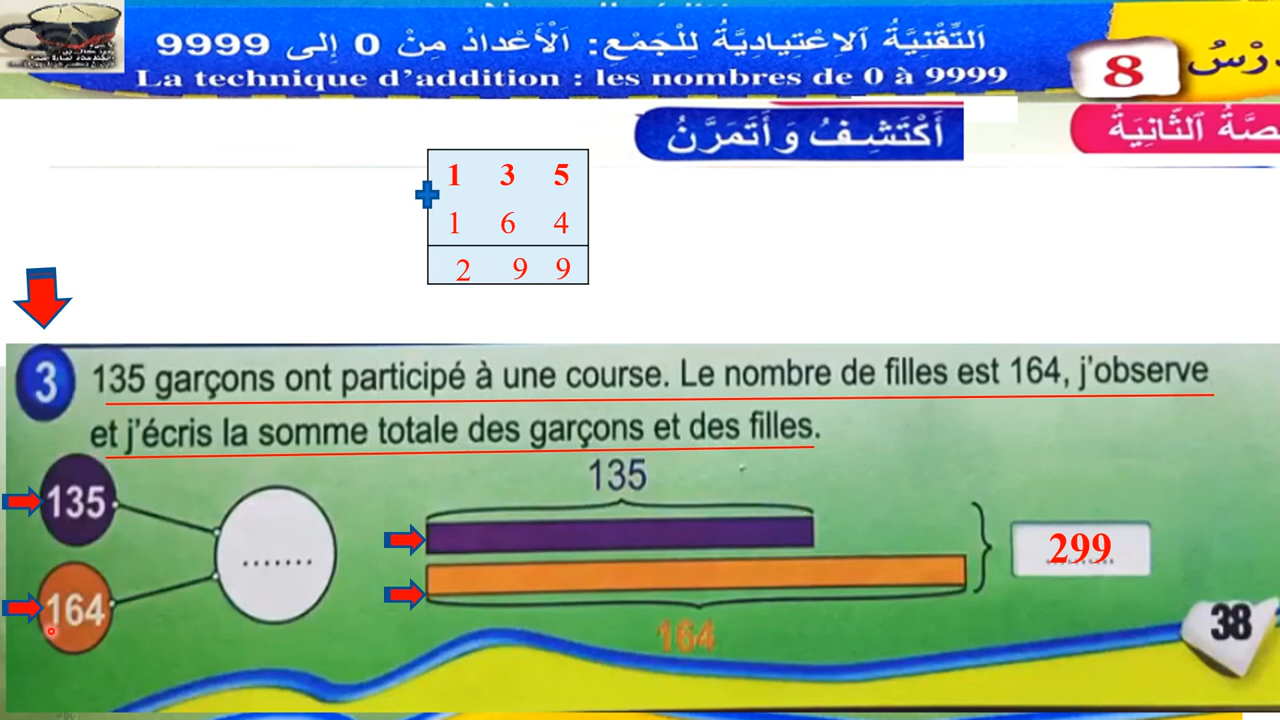 اَلتِّقْنِيَّةُ اَلِاعْتِيادِيَّةُ لِلْجَمْعِ: اَلْأَعْدادُ مِنْ 0 إِلى 9999
La technique d’addition : les nombres de 0 à 9999
8
أَكْتَشِفُ وَ أَتَمَرَّنُ
1 3 5
+
1 6 4
2 9 9
3
135 garçons ont participé à une course. Le nombre de filles est 164, j’observe
et j’écris la somme totale des garçons et des filles.
135
135
.......
299
164
164
38